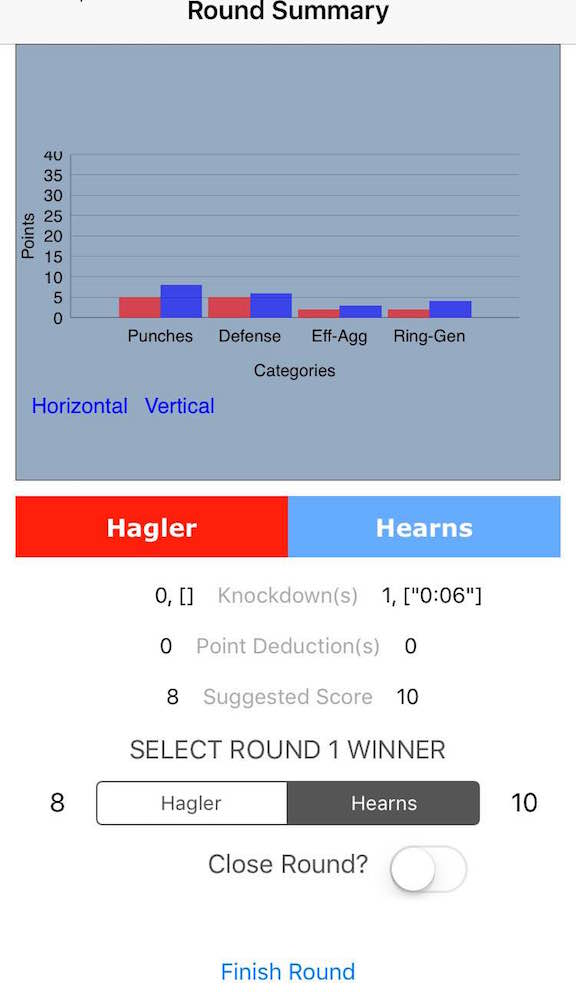 Round Summary
40
35
30
25
20
15
10
5
0
Points
Punches Defense Eff-Agg Ring-Gen
Categories
Horizontal Vertical
Hagler Hearns
0, [] Knockdown(s) 1, ["0:06"]
0 Point Deduction(s) 0
8 Suggested Score 10
SELECT ROUND 1 WINNER
8 Hagler Hearns 10
Close Round?
Finish Round